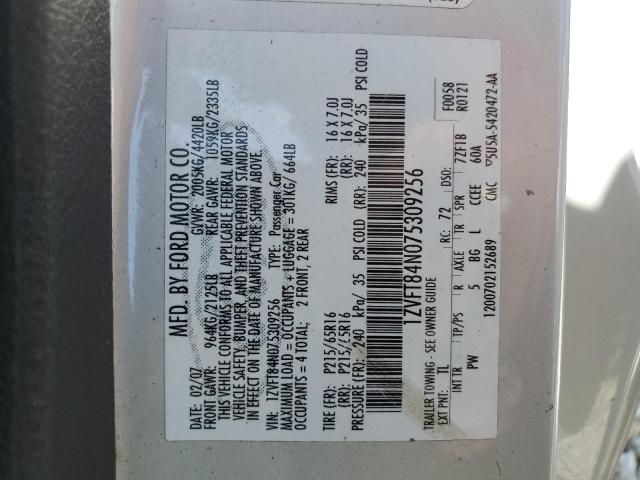 MFD. BY FORD MOTOR CO.
DATE: 02/07 GVWR: 2005KG/4420LB
FRONT GAWR: 964KG/2125LB REAR GAWR: 1059KG/2335LB
THIS VEHICLE CONFORMS TO ALL APPLICABLE FEDERAL MOTOR
VEHICLE SAFETY, BUMPER, AND THEFT PREVENTION STANDARDS
IN EFFECT ON THE DATE OF MANUFACTURE SHOWN ABOVE
VIN: 1ZVFT84N075309256 TYPE: Passenger Car
MAXIMUM LOAD = OCCUPANTS + LUGGAGE = 301KG/ 664LB
OCCUPANTS = 4 TOTAL; 2 FRONT, 2 REAR
TIRE (FR): P215/65R16 RIMS (FR): 16 X 7.0J
(RR): P215/65R16 (RR): 16 X 7.0J
PRESSURE (FR): 240 kPa/ 35 PSI COLD (RR): 240 kPa/ 35 PSI COLD
1ZVFT84N075309256
TRAILER TOWING - SEE OWNER GUIDE F0058
R0121
EXT PNT: TL RC: 72 DSO:
INT TR TP/PS R AXLE TR SPR 77F1B
PW 5 BG L CCEE 60A
1200702152689 CMC ▽5U5A-5420472-AA